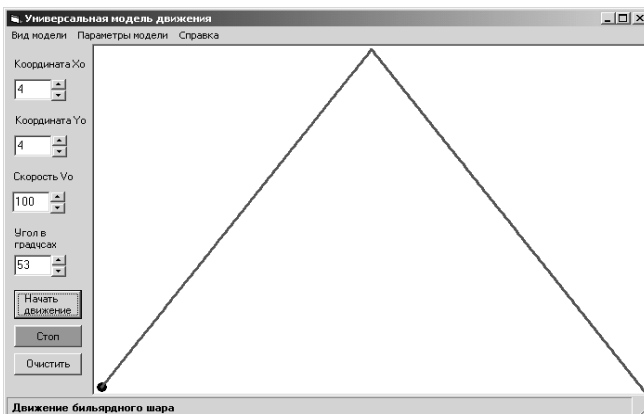 Универсальная модель движения
Вид модели Параметры модели Справка
Координата Xo
4
Координата Yo
4
Скорость Vo
100
Угол в
градусах
53
Начать
движение
Стоп
Очистить
Движение бильярдного шара